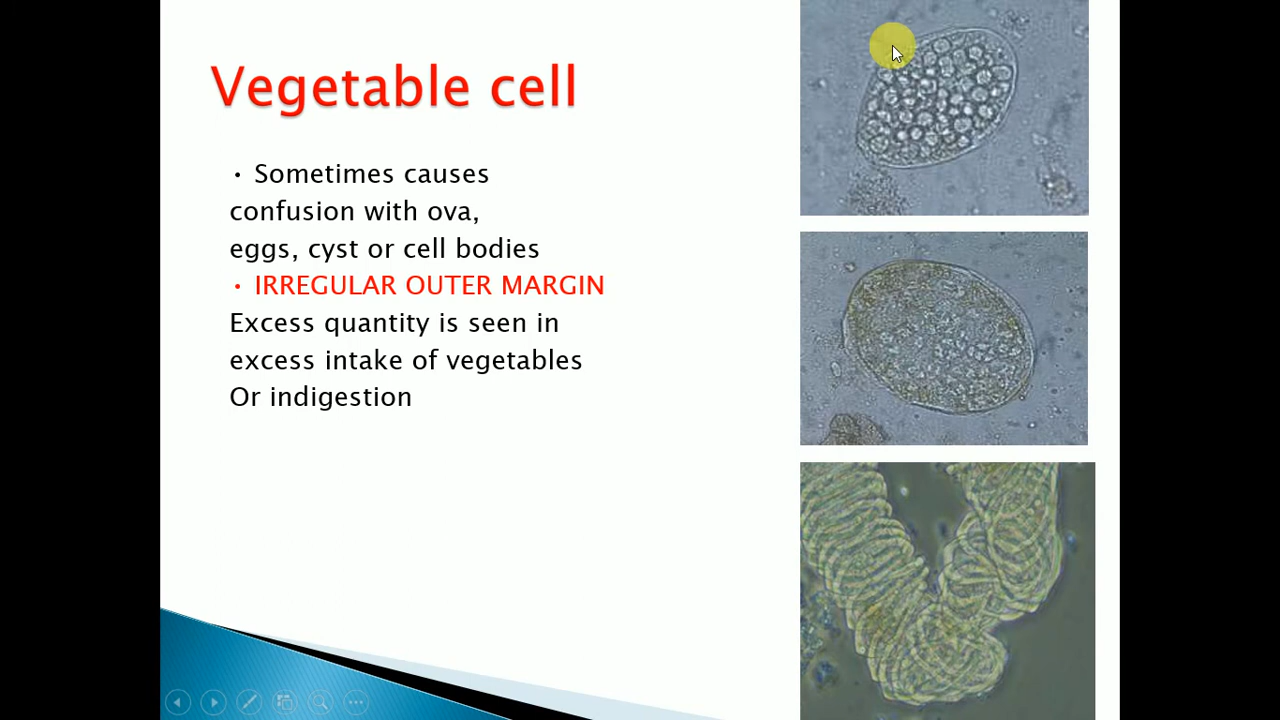 Vegetable cell
• Sometimes causes
confusion with ova,
eggs, cyst or cell bodies
• IRREGULAR OUTER MARGIN
Excess quantity is seen in
excess intake of vegetables
Or indigestion